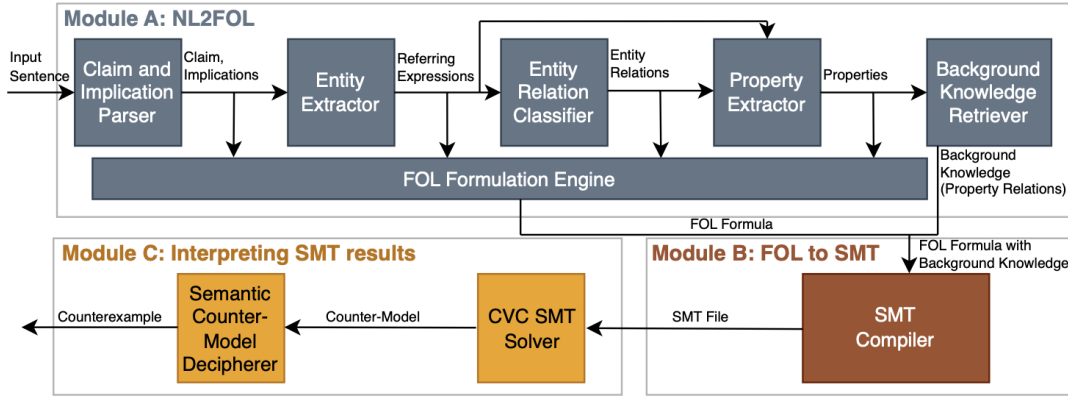 Module A: NL2FOL
Input
Sentence
Claim and
Implication
Parser
Claim,
Implications
Entity
Extractor
Referring
Expressions
Entity
Relation
Classifier
Entity
Relations
Property
Extractor
Properties
Background
Knowledge
Retriever
FOL Formulation Engine
Background
Knowledge
(Property Relations)
FOL Formula
Module C: Interpreting SMT results
Module B: FOL to SMT
FOL Formula with
Background Knowledge
Counterexample
Semantic
Counter-
Model
Decipherer
Counter-Model
CVC SMT
Solver
SMT File
SMT
Compiler